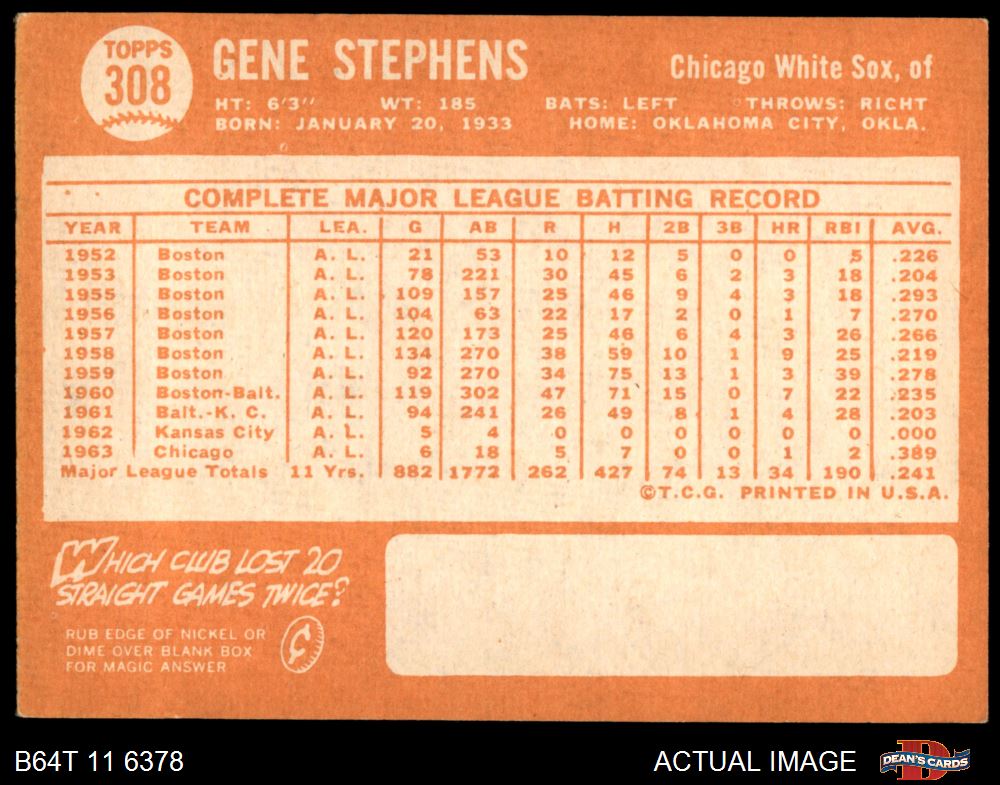 TOPPS
308
GENE STEPHENS
Chicago White Sox, of
HT: 6'3" WT: 185 BATS: LEFT THROWS: RIGHT
BORN: JANUARY 20, 1933 HOME: OKLAHOMA CITY, OKLA.
COMPLETE MAJOR LEAGUE BATTING RECORD
YEAR TEAM LEA. G AB R H 2B 3B HR RBI AVG.
1952 Boston A. L. 21 53 10 12 5 0 0 5 .226
1953 Boston A. L. 78 221 30 45 6 2 3 18 .204
1955 Boston A. L. 109 157 25 46 9 4 3 18 .293
1956 Boston A. L. 104 63 22 17 2 0 1 7 .270
1957 Boston A. L. 120 173 25 46 6 4 3 26 .266
1958 Boston A. L. 134 270 38 59 10 1 9 25 .219
1959 Boston A. L. 92 270 34 75 13 1 3 39 .278
1960 Boston-Balt. A. L. 119 302 47 71 15 0 7 22 .235
1961 Balt.-K. C. A. L. 94 241 26 49 8 1 4 28 .203
1962 Kansas City A. L. 5 4 0 0 0 0 0 0 .000
1963 Chicago A. L. 6 18 5 7 0 0 1 2 .389
Major League Totals 11 Yrs. 882 1772 262 427 74 13 34 190 .241
©T.C.G. PRINTED IN U.S.A.
WHICH CLUB LOST 20
STRAIGHT GAMES TWICE?
RUB EDGE OF NICKEL OR
DIME OVER BLANK BOX
FOR MAGIC ANSWER
¢
B64T 11 6378
ACTUAL IMAGE
D
DEAN'S CARDS